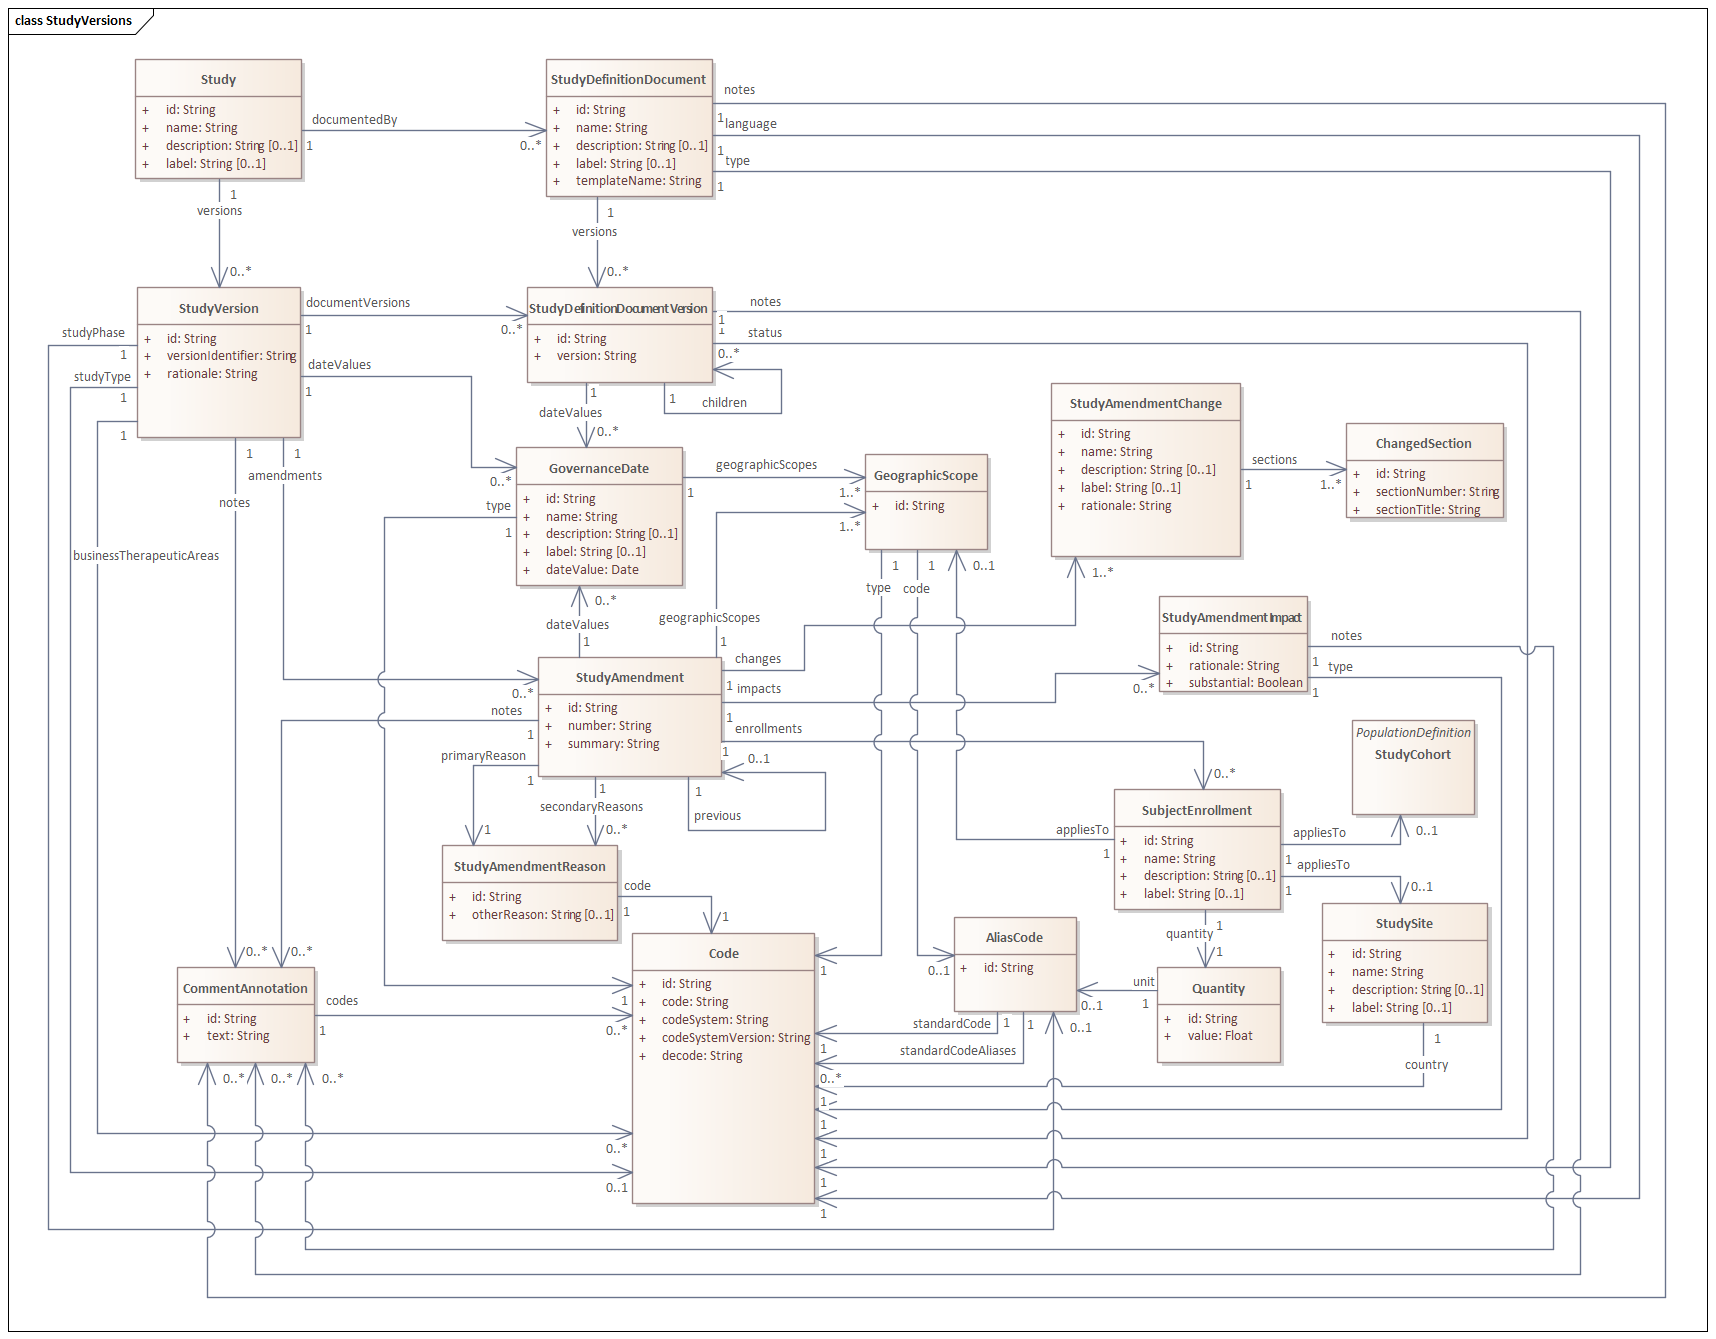 class StudyVersions
Study
+ id: String
+ name: String
+ description: String [0..1]
+ label: String [0..1]
documentedBy
1
0..*
StudyDefinitionDocument
+ id: String
+ name: String
+ description: String [0..1]
+ label: String [0..1]
+ templateName: String
notes
1
language
1
type
1
1
versions
0..*
1
versions
0..*
StudyVersion
+ id: String
+ versionIdentifier: String
+ rationale: String
studyPhase
1
studyType
1
1
businessTherapeuticAreas
documentVersions
1
0..*
dateValues
1
0..*
1
notes
1
amendments
StudyDefinitionDocumentVersion
+ id: String
+ version: String
notes
1
1
status
0..*
1
children
1
dateValues
0..*
GovernanceDate
+ id: String
+ name: String
+ description: String [0..1]
+ label: String [0..1]
+ dateValue: Date
type
1
geographicScopes
1
1..*
GeographicScope
+ id: String
1..*
1
type
1
code
0..1
StudyAmendmentChange
+ id: String
+ name: String
+ description: String [0..1]
+ label: String [0..1]
+ rationale: String
sections
1
1..*
ChangedSection
+ id: String
+ sectionNumber: String
+ sectionTitle: String
1..*
0..*
dateValues
1
geographicScopes
1
StudyAmendmentImpact
+ id: String
+ rationale: String
+ substantial: Boolean
notes
1
type
1
0..*
StudyAmendment
+ id: String
+ number: String
+ summary: String
0..*
notes
1
primaryReason
1
1
1
secondaryReasons
0..*
1
previous
0..1
changes
1
impacts
1
enrollments
1
0..*
PopulationDefinition
StudyCohort
SubjectEnrollment
+ id: String
+ name: String
+ description: String [0..1]
+ label: String [0..1]
appliesTo
1
appliesTo
1
0..1
appliesTo
1
0..1
1
quantity
1
StudyAmendmentReason
+ id: String
+ otherReason: String [0..1]
code
1
1
Code
+ id: String
+ code: String
+ codeSystem: String
+ codeSystemVersion: String
+ decode: String
AliasCode
+ id: String
0..1
unit
1
0..1
0..1
Quantity
+ id: String
+ value: Float
StudySite
+ id: String
+ name: String
+ description: String [0..1]
+ label: String [0..1]
1
country
0..*
0..*
CommentAnnotation
+ id: String
+ text: String
codes
1
0..*
1
1
standardCode
1
1
standardCodeAliases
1
0..*
1
1
1
1
1
0..*
0..*
0..*
0..*
0..1